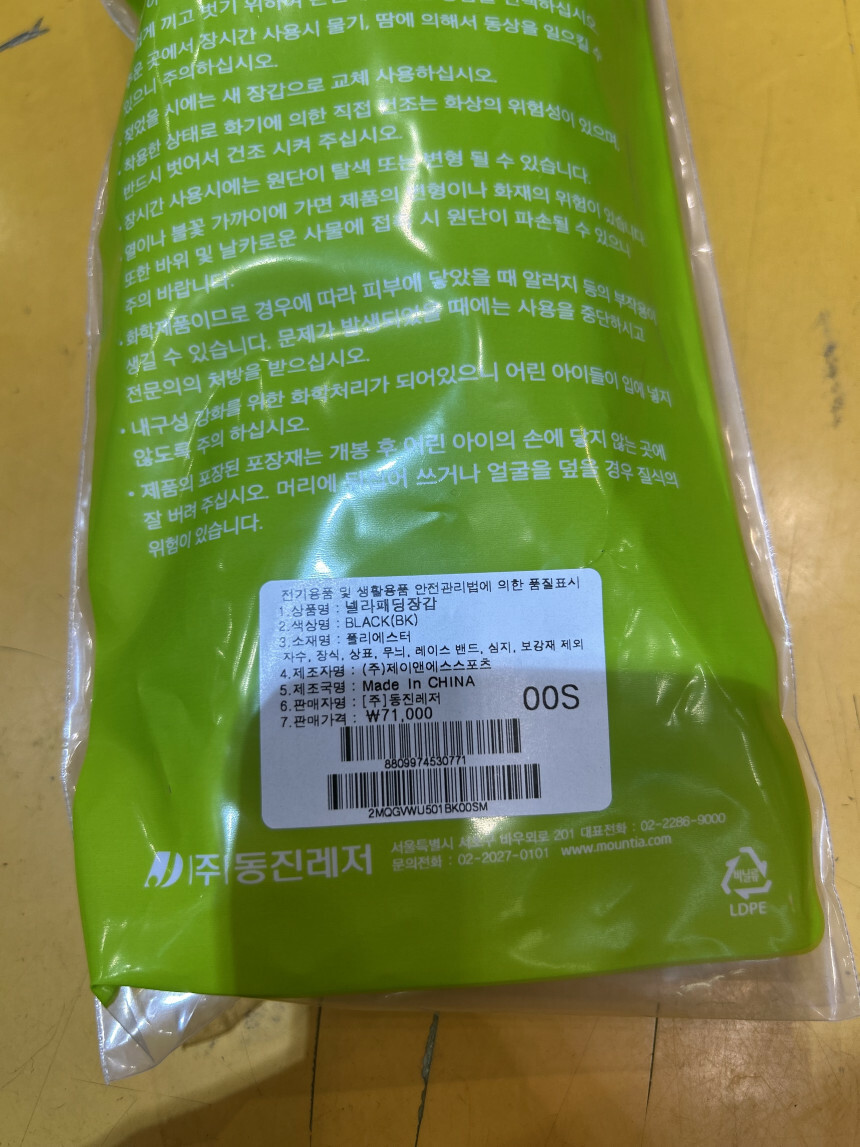 끼고 벗기 위하여
곳에서 장시간 사용시 물기, 땀에 의해서 동상을 일으킬 수
있으니 주의하십시오.
· 젖었을 시에는 새 장갑으로 교체 사용하십시오.
· 착용한 상태로 화기에 의한 직접 건조는 화상의 위험성이 있으며,
반드시 벗어서 건조 시켜 주십시오.
· 장시간 사용시에는 원단이 탈색 또는 변형 될 수 있습니다.
· 열이나 불꽃 가까이에 가면 제품의 변형이나 화재의 위험이 있습니다.
또한 바위 및 날카로운 사물에 접촉 시 원단이 파손될 수 있으니
주의 바랍니다.
· 화학제품이므로 경우에 따라 피부에 닿았을 때 알러지 등의 부작용이
생길 수 있습니다. 문제가 발생되었을 때에는 사용을 중단하시고
전문의의 처방을 받으십시오.
· 내구성 강화를 위한 화학처리가 되어있으니 어린 아이들이 입에 넣지
않도록 주의 하십시오.
· 제품의 포장된 포장재는 개봉 후 어린 아이의 손에 닿지 않는 곳에
잘 버려 주십시오. 머리에 뒤집어 쓰거나 얼굴을 덮을 경우 질식의
위험이 있습니다.
전기용품 및 생활용품 안전관리법에 의한 품질표시
1.상품명 : 넬라패딩장갑
2.색상명 : BLACK(BK)
3.소재명 : 폴리에스터
자수, 장식, 상표, 무늬, 레이스 밴드, 심지, 보강재 제외
4.제조자명 : (주)제이앤에스스포츠
5.제조국명 : Made In CHINA
6.판매자명 : [주]동진레저
7.판매가격 : ₩71,000
00S
8809974530771
2MQGVWU501BK00SM
(주)동진레저
서울특별시 서초구 바우뫼로 201 대표전화 : 02-2286-9000
문의전화 : 02-2027-0101 www.mountia.com
비닐류
LDPE